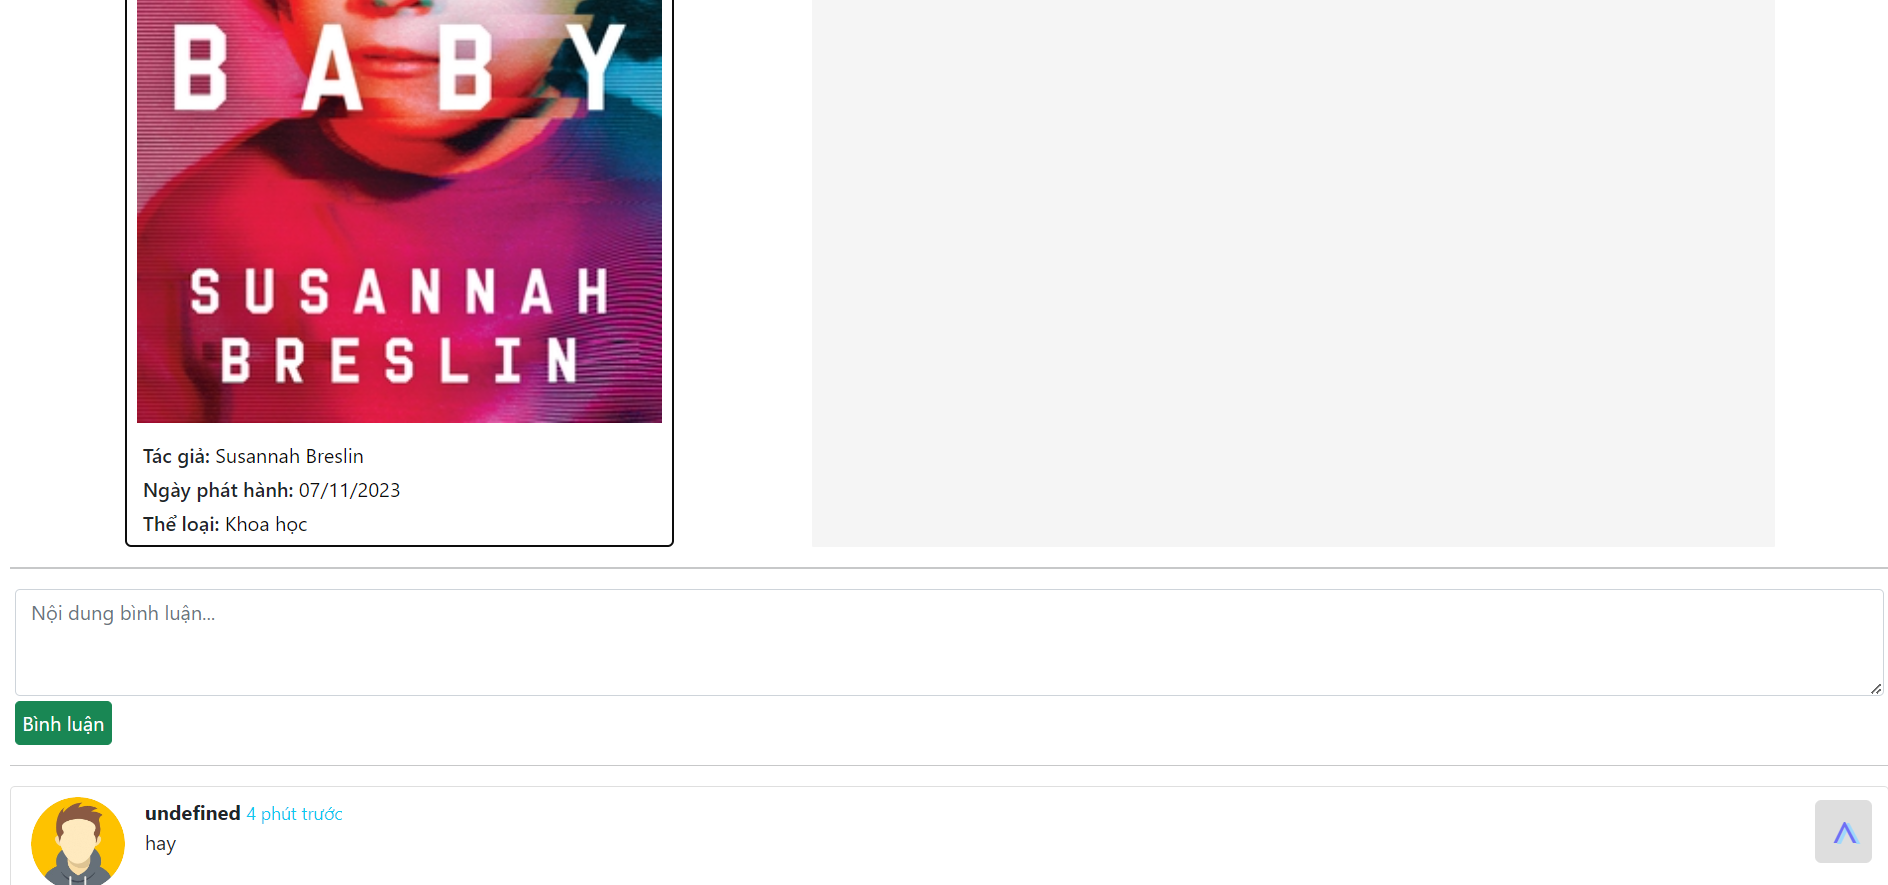 BABY
SUSANNAH
BRESLIN
Tác giả: Susannah Breslin
Ngày phát hành: 07/11/2023
Thể loại: Khoa học
Nội dung bình luận...
Bình luận
undefined 4 phút trước
hay